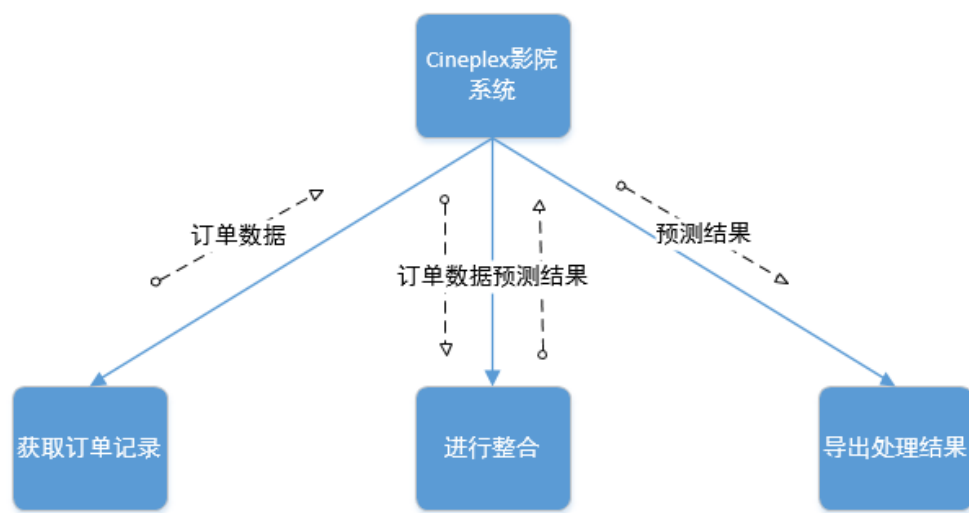 Cineplex影院
系统
订单数据
预测结果
订单数据预测结果
获取订单记录
进行整合
导出处理结果